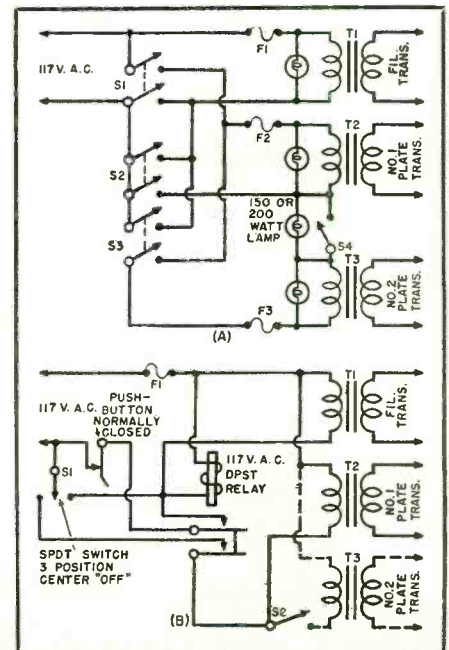 F1
T1
FIL.
TRANS.
117 V. A.C.
S1
F2
T2
NO.1
PLATE
TRANS.
S2
150 OR
200
WATT
LAMP
S4
S3
T3
NO.2
PLATE
TRANS.
F3
(A)
F1
T1
FIL.
TRANS.
117 V. A.C.
PUSH-
BUTTON
NORMALLY
CLOSED
117 V. A.C.
DPST
RELAY
S1
T2
NO.1
PLATE
TRANS.
SPDT SWITCH
3 POSITION
CENTER "OFF"
T3
NO.2
PLATE
TRANS.
S2
(B)